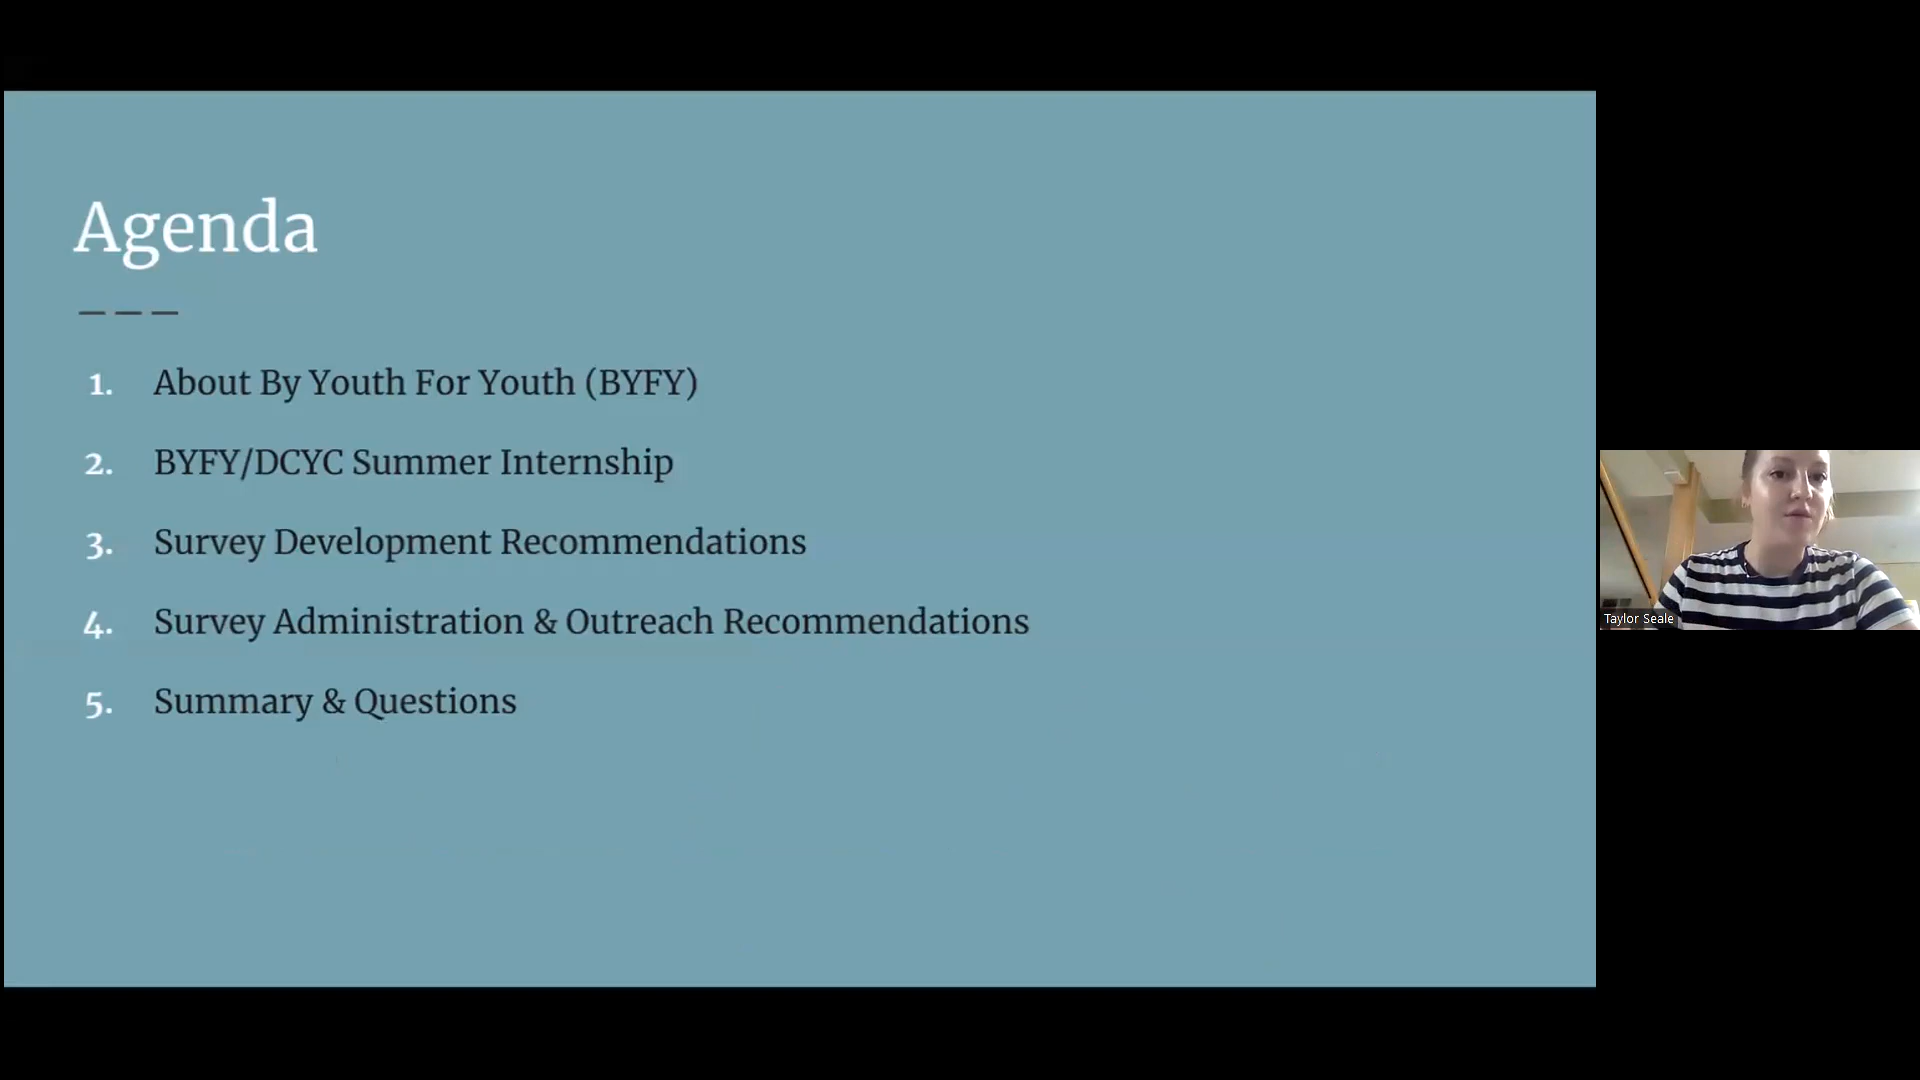 Agenda
1. About By Youth For Youth (BYFY)
2. BYFY/DCYC Summer Internship
3. Survey Development Recommendations
4. Survey Administration & Outreach Recommendations
5. Summary & Questions
Taylor Seale